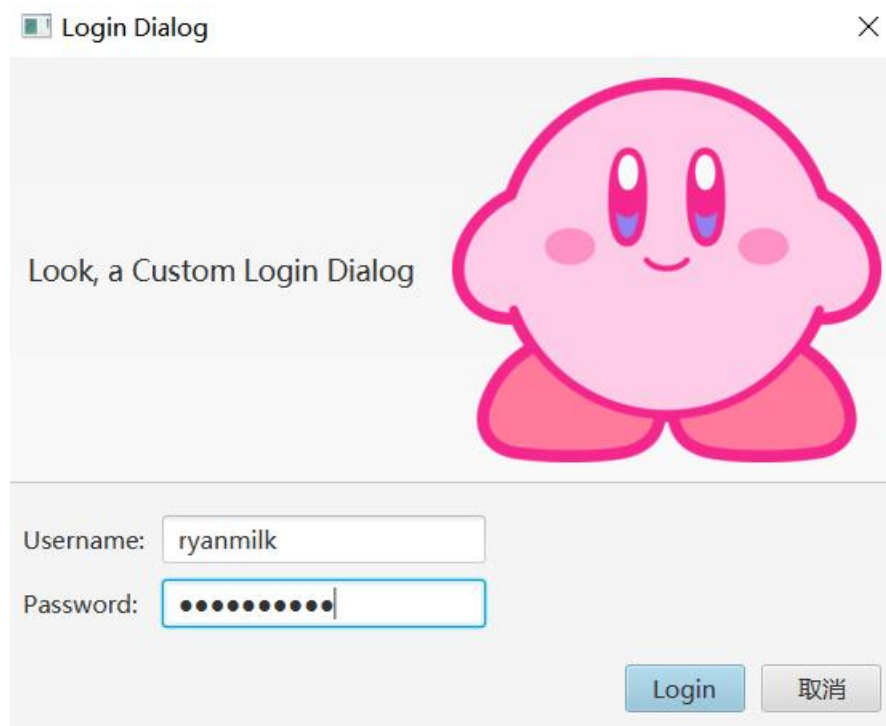 Login Dialog
Look, a Custom Login Dialog
Username: ryanmilk
Password: ●●●●●●●●●●
Login 取消